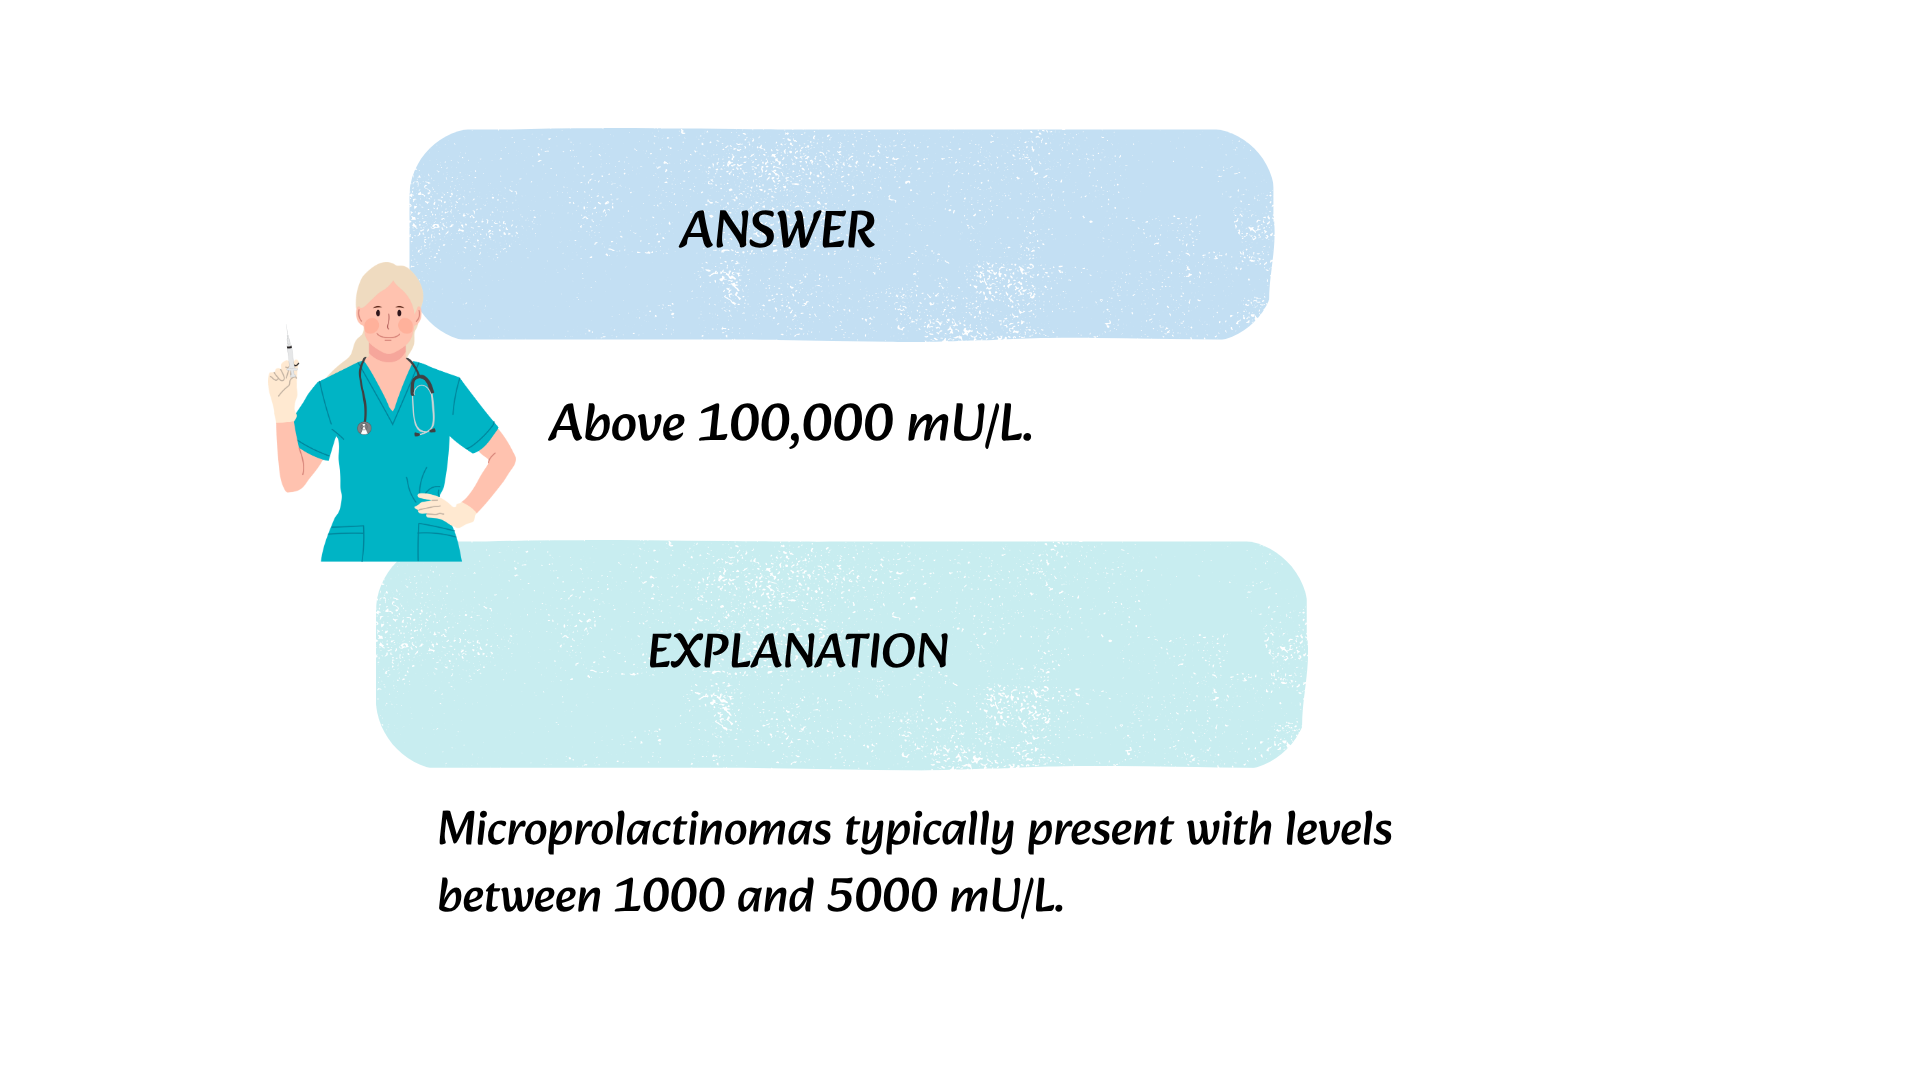 ANSWER
Above 100,000 mU/L.
EXPLANATION
Microprolactinomas typically present with levels
between 1000 and 5000 mU/L.